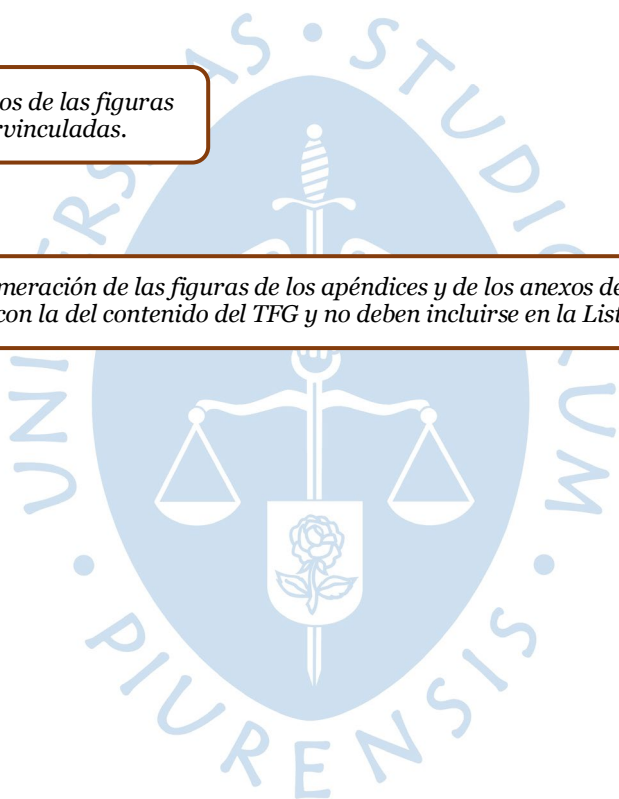 os de las figuras
rvinculadas.
meración de las figuras de los apéndices y de los anexos de
con la del contenido del TFG y no deben incluirse en la List
UNIVERSITAS • STUDIORUM • PIURENSIS •